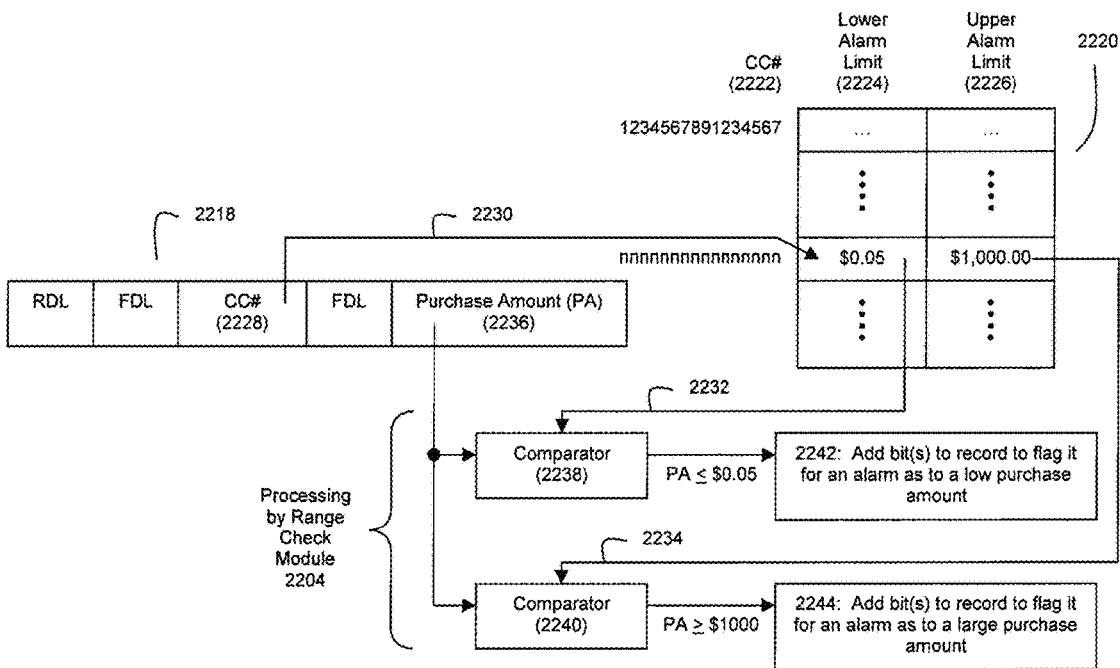 Lower
Alarm
Limit
(2224)
Upper
Alarm
Limit
(2226)
2220
CC#
(2222)
1234567891234567
...
...
2218
2230
nnnnnnnnnnnnnnnn
$0.05
$1,000.00
RDL
FDL
CC#
(2228)
FDL
Purchase Amount (PA)
(2236)
2232
Comparator
(2238)
PA ≤ $0.05
2242: Add bit(s) to record to flag it
for an alarm as to a low purchase
amount
Processing
by Range
Check
Module
2204
2234
Comparator
(2240)
PA ≥ $1000
2244: Add bit(s) to record to flag it
for an alarm as to a large purchase
amount